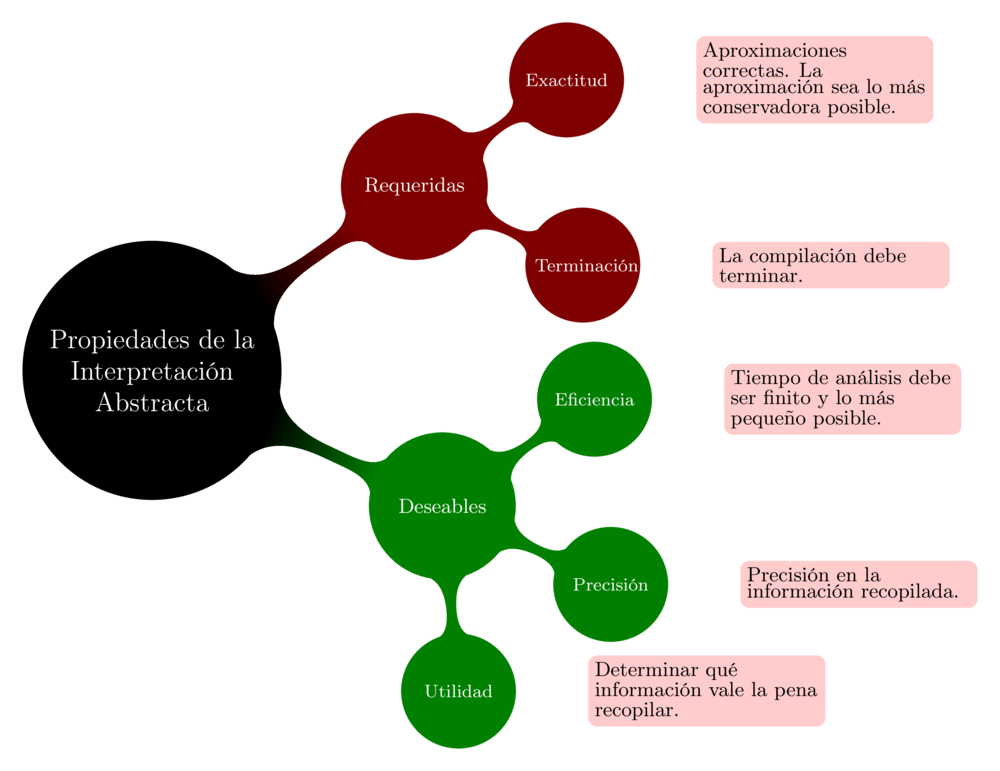 Propiedades de la
Interpretación
Abstracta
Requeridas
Exactitud
Aproximaciones
correctas. La
aproximación sea lo más
conservadora posible.
Terminación
La compilación debe
terminar.
Deseables
Eficiencia
Tiempo de análisis debe
ser finito y lo más
pequeño posible.
Precisión
Precisión en la
información recopilada.
Utilidad
Determinar qué
información vale la pena
recopilar.